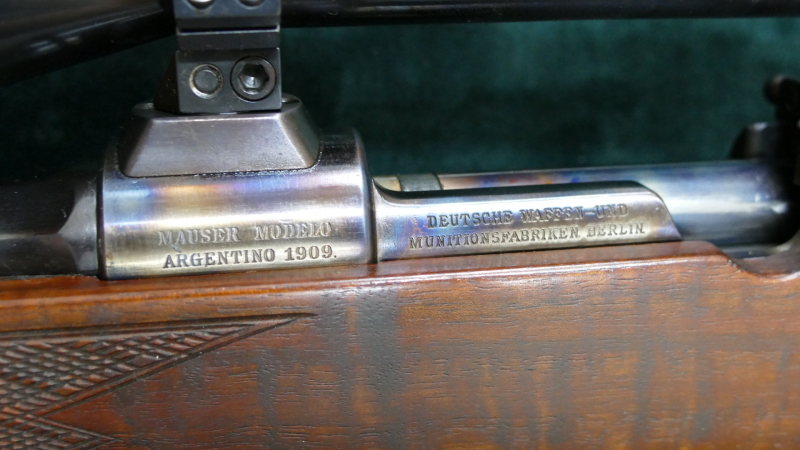 MAUSER MODELO
ARGENTINO 1909.
DEUTSCHE WAFFEN-UND
MUNITIONSFABRIKEN, BERLIN.